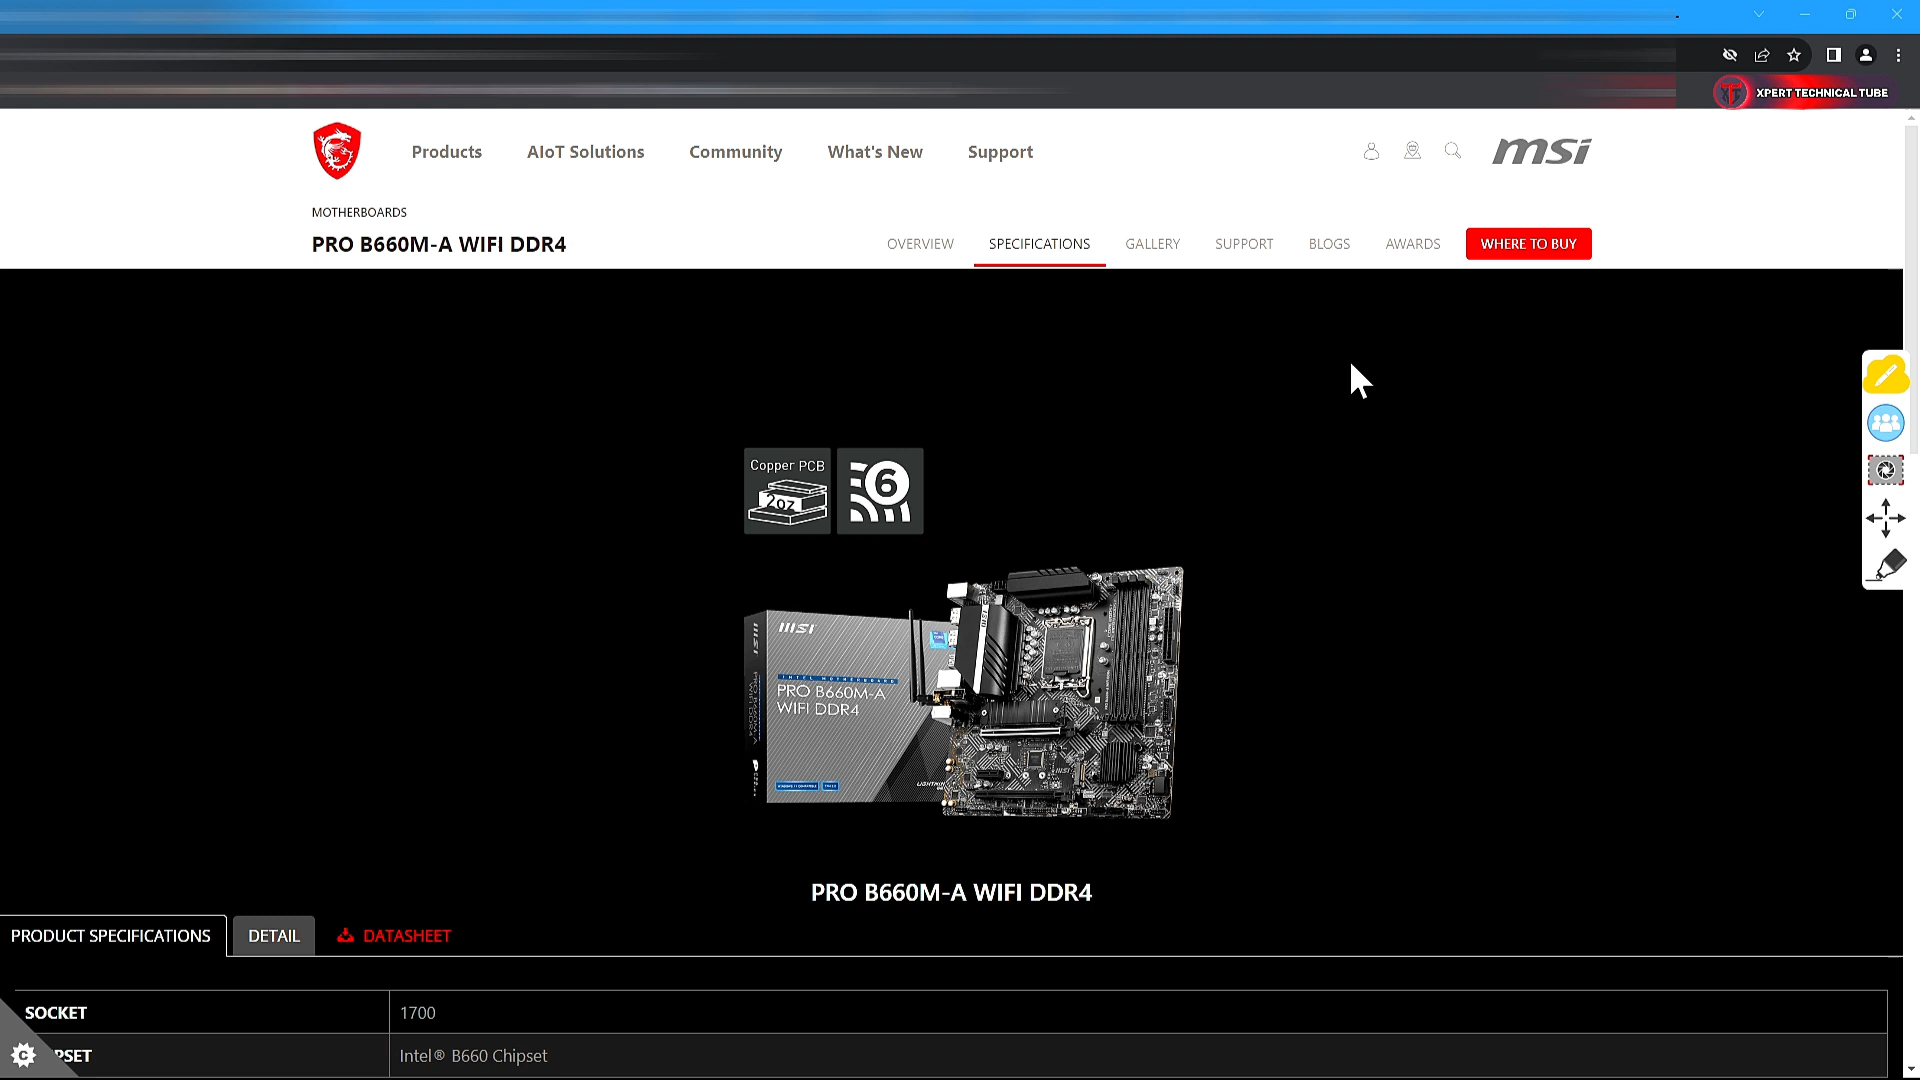 XPERT TECHNICAL TUBE
Products
AIoT Solutions
Community
What's New
Support
msi
MOTHERBOARDS
PRO B660M-A WIFI DDR4
OVERVIEW
SPECIFICATIONS
GALLERY
SUPPORT
BLOGS
AWARDS
WHERE TO BUY
Copper PCB
2oz
6
msi
INTEL MOTHERBOARD
PRO B660M-A
WIFI DDR4
PRO B660M-A WIFI DDR4
PRODUCT SPECIFICATIONS
DETAIL
DATASHEET
SOCKET
1700
PSET
Intel® B660 Chipset